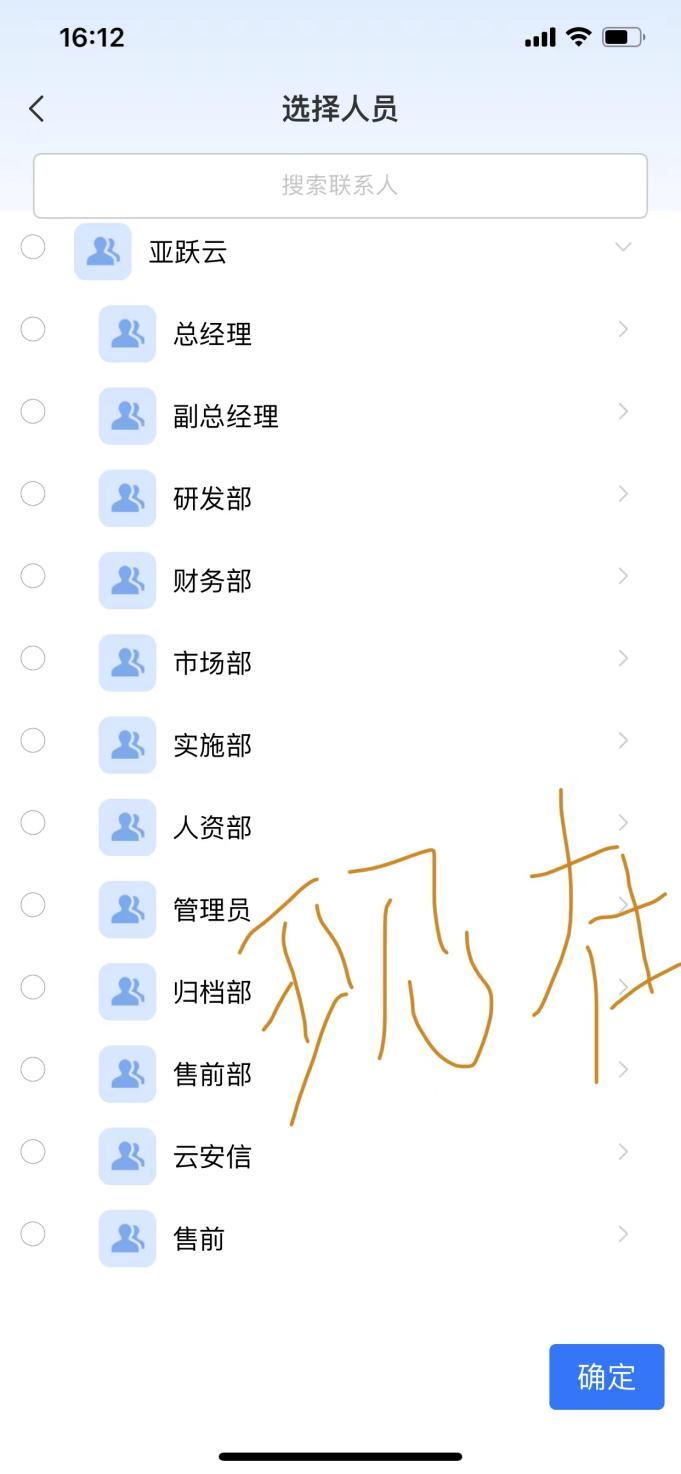 16:12
选择人员
搜索联系人
亚跃云
总经理
副总经理
研发部
财务部
市场部
实施部
人资部
管理员
归档部
售前部
云安信
售前
现在
确定